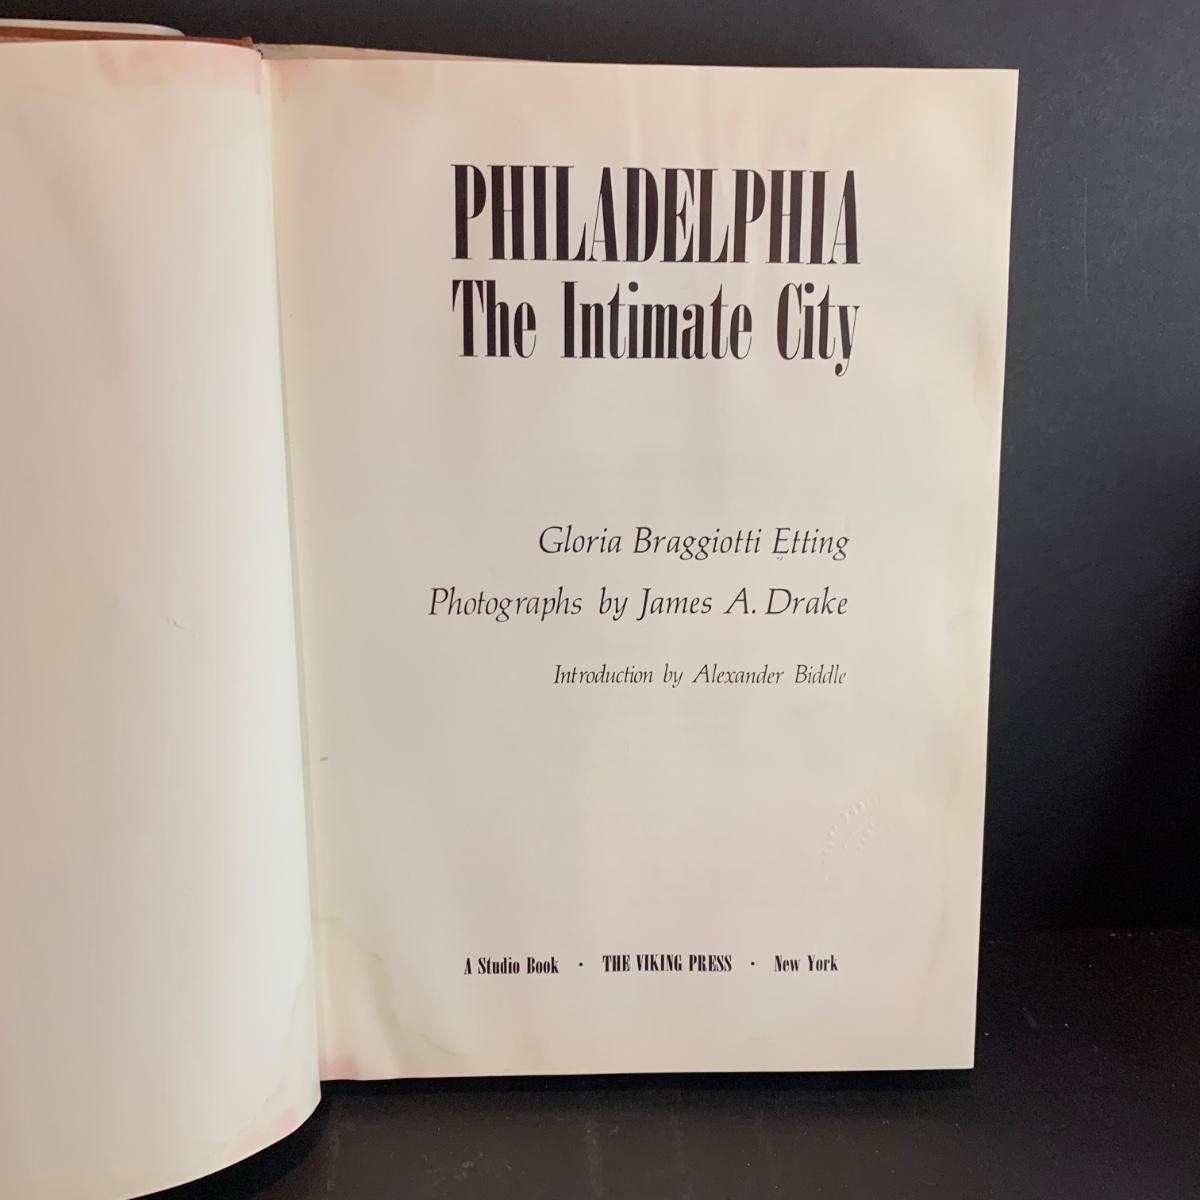 PHILADELPHIA
The Intimate City
Gloria Braggiotti Etting
Photographs by James A. Drake
Introduction by Alexander Biddle
A Studio Book · THE VIKING PRESS · New York